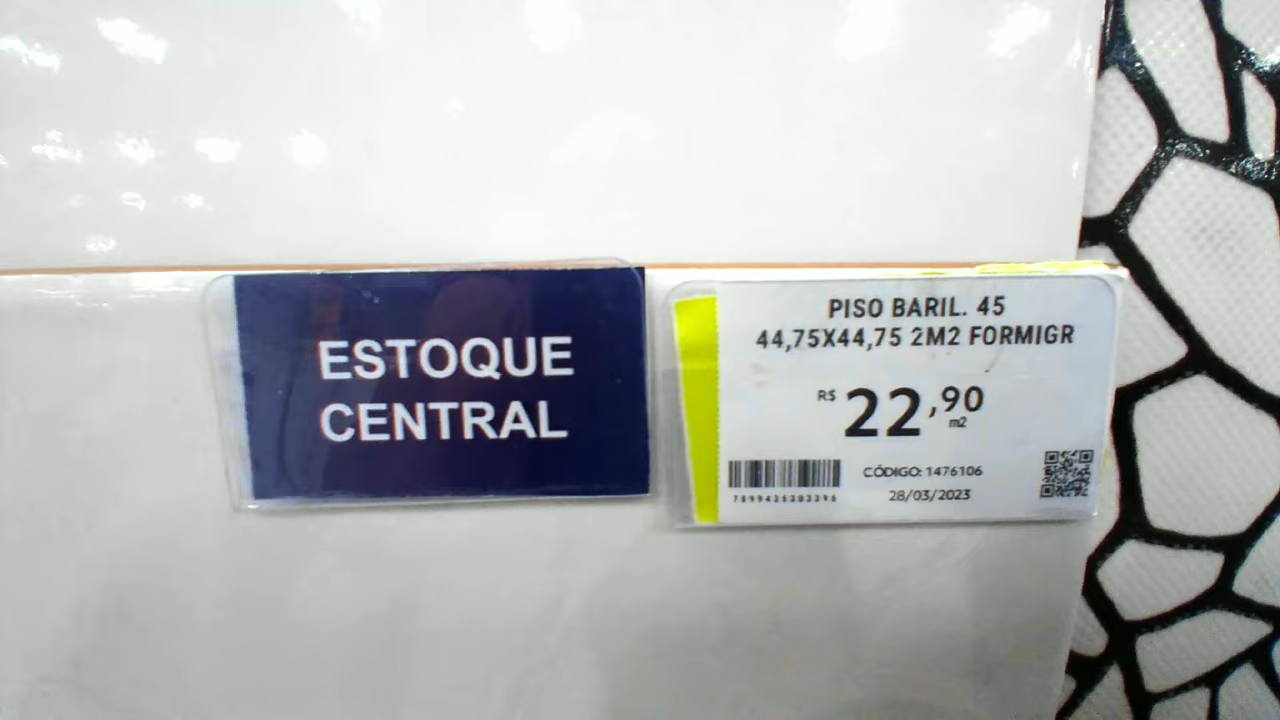 ESTOQUE
CENTRAL
PISO BARIL. 45
44,75X44,75 2M2 FORMIGR
R$ 22,90
m2
CÓDIGO: 1476106
28/03/2023